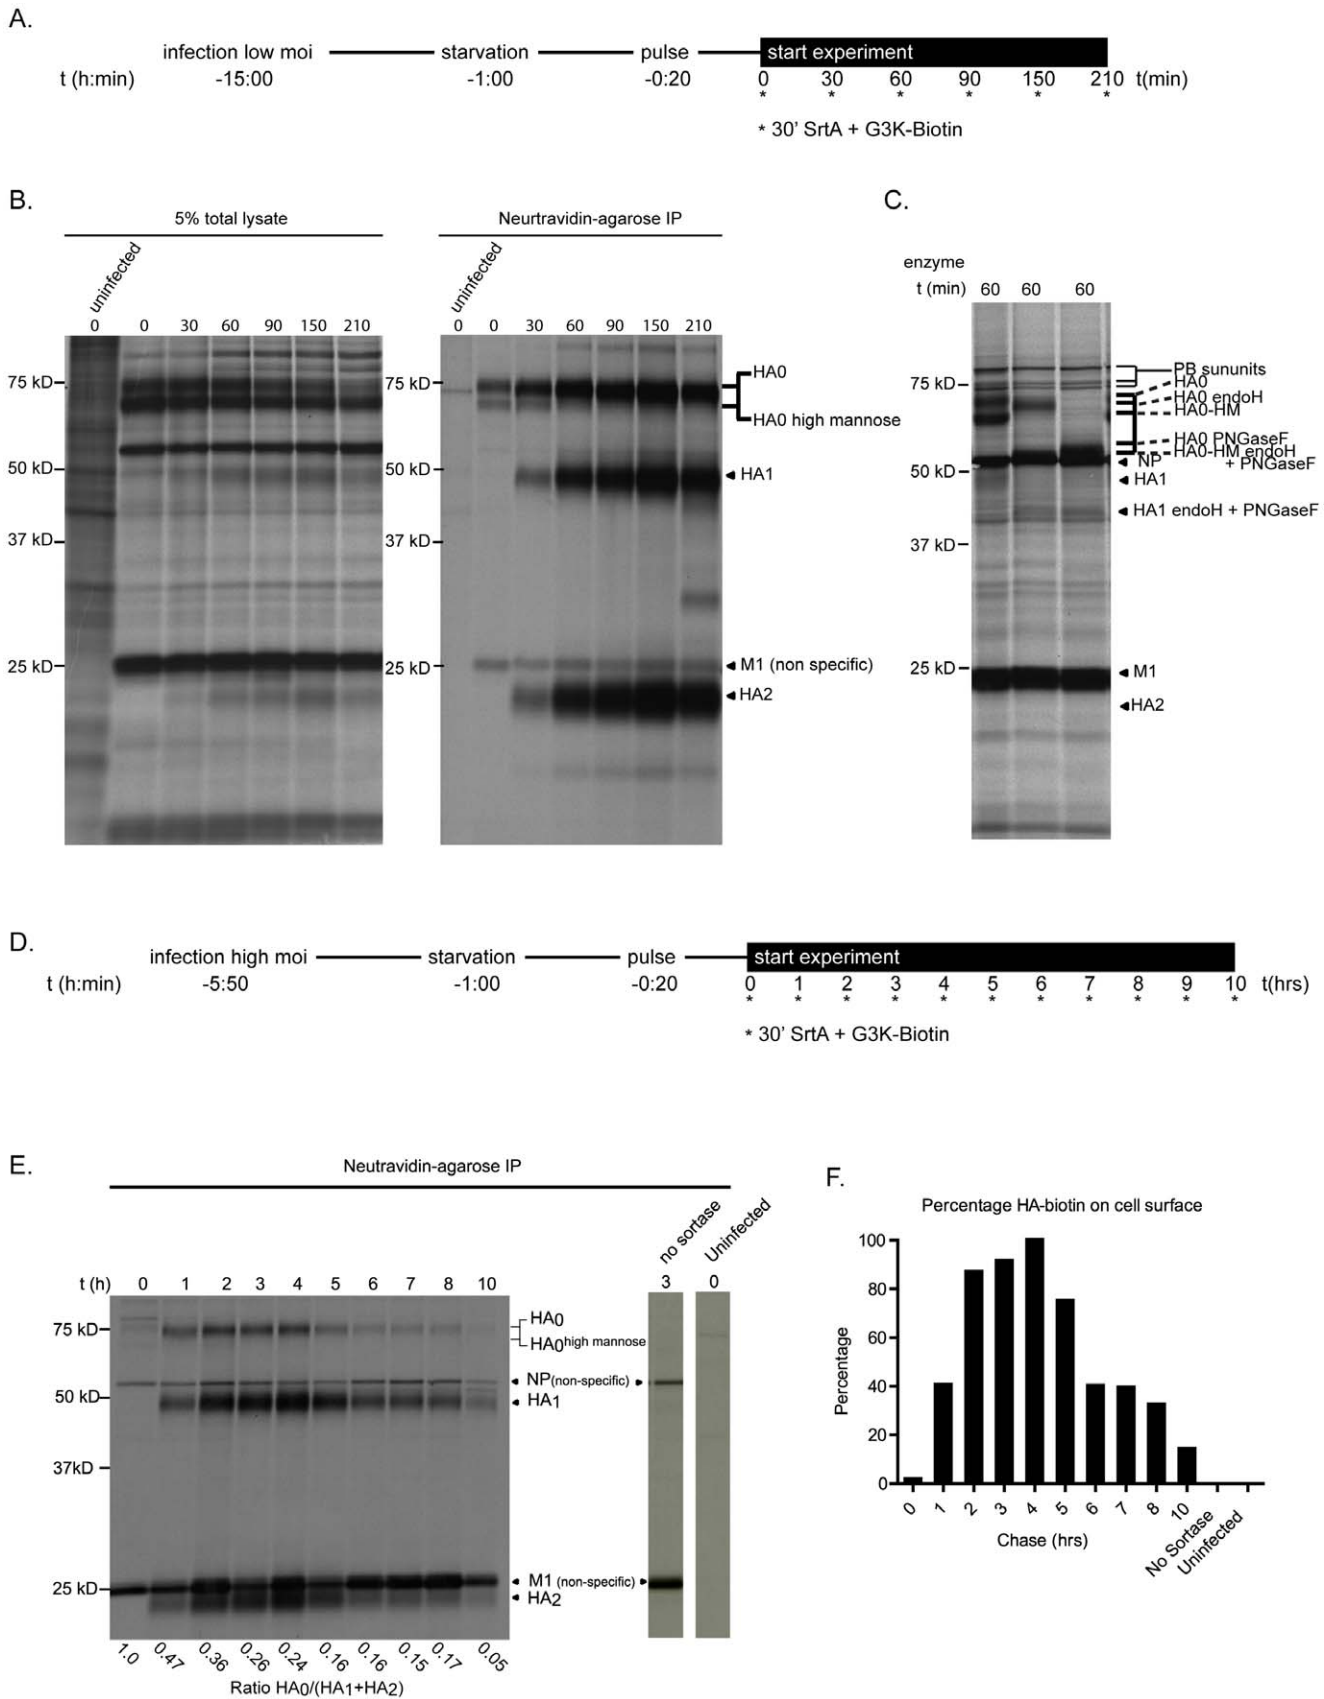 A.
infection low moi starvation pulse start experiment
t (h:min) -15:00 -1:00 -0:20 0 30 60 90 150 210 t(min)
* * * * * *
* 30' SrtA + G3K-Biotin
B.
5% total lysate
uninfected
0 0 30 60 90 150 210
75 kD
50 kD
37 kD
25 kD
Neurtravidin-agarose IP
uninfected
0 0 30 60 90 150 210
75 kD
50 kD
37 kD
25 kD
HA0
HA0 high mannose
HA1
M1 (non specific)
HA2
C.
enzyme
t (min) 60 60 60
75 kD
50 kD
37 kD
25 kD
PB sununits
HA0
HA0 endoH
HA0-HM
HA0 PNGaseF
HA0-HM endoH
NP + PNGaseF
HA1
HA1 endoH + PNGaseF
M1
HA2
D.
infection high moi starvation pulse start experiment
t (h:min) -5:50 -1:00 -0:20 0 1 2 3 4 5 6 7 8 9 10 t(hrs)
* * * * * * * * * * *
* 30' SrtA + G3K-Biotin
E.
Neutravidin-agarose IP
no sortase
Uninfected
t (h) 0 1 2 3 4 5 6 7 8 10 3 0
75 kD
50 kD
37kD
25 kD
HA0
HA0 high mannose
NP(non-specific)
HA1
M1 (non-specific)
HA2
1.0 0.47 0.36 0.26 0.24 0.16 0.16 0.15 0.17 0.05
Ratio HA0/(HA1+HA2)
F.
Percentage HA-biotin on cell surface
Percentage
100
80
60
40
20
0
0 1 2 3 4 5 6 7 8 10 No Sortase Uninfected
Chase (hrs)